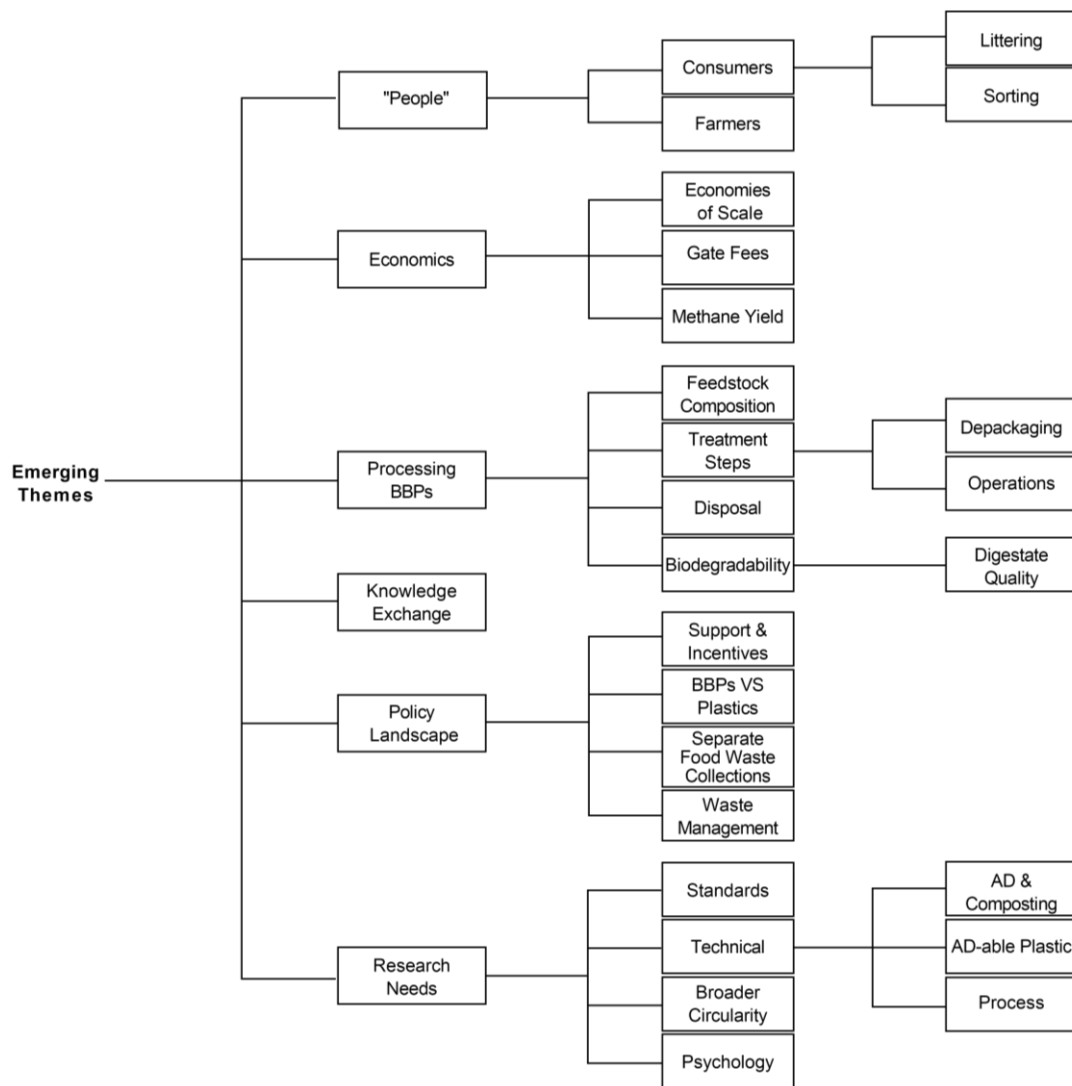 Emerging
Themes
"People"
Consumers
Littering
Sorting
Farmers
Economics
Economies
of Scale
Gate Fees
Methane Yield
Processing
BBPs
Feedstock
Composition
Treatment
Steps
Depackaging
Operations
Disposal
Biodegradability
Digestate
Quality
Knowledge
Exchange
Policy
Landscape
Support &
Incentives
BBPs VS
Plastics
Separate
Food Waste
Collections
Waste
Management
Research
Needs
Standards
Technical
AD &
Composting
AD-able Plastic
Process
Broader
Circularity
Psychology